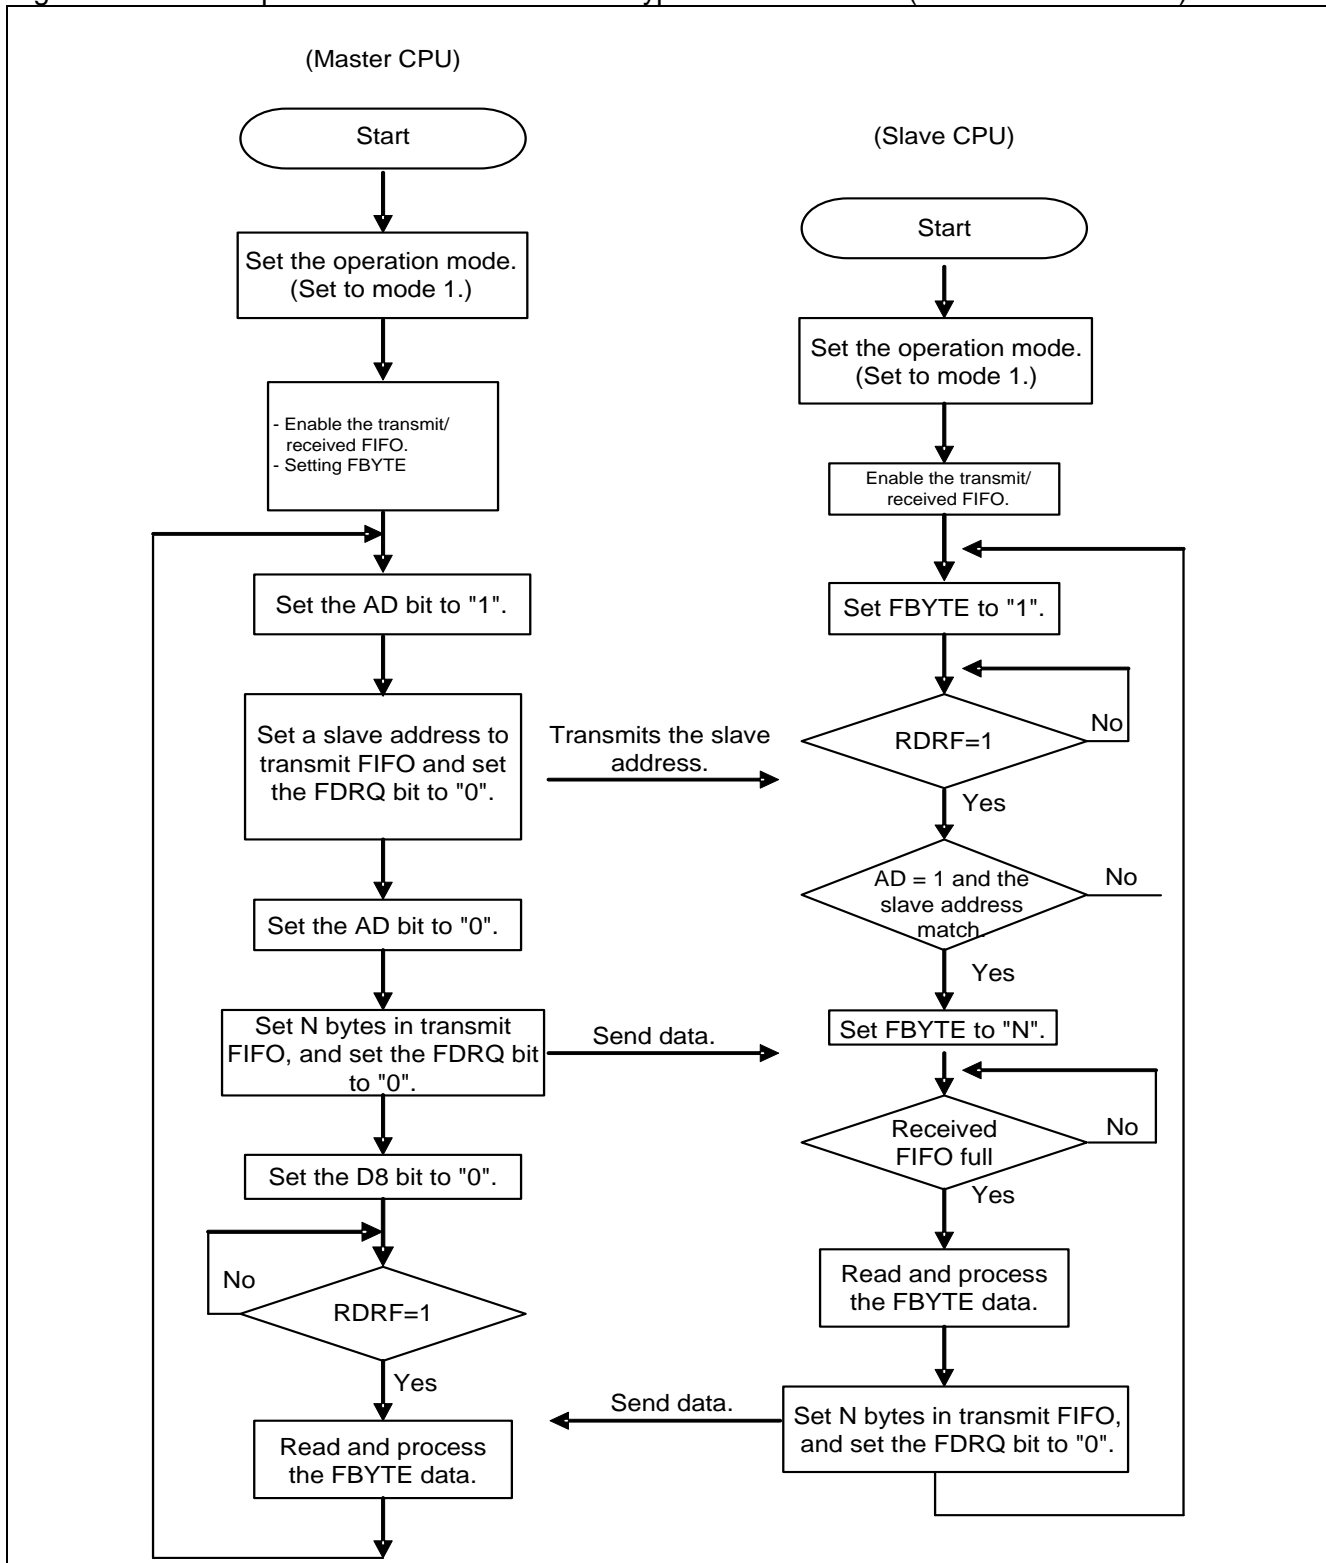 (Master CPU)
Start
Set the operation mode.
(Set to mode 1.)
- Enable the transmit/
received FIFO.
- Setting FBYTE
Set the AD bit to "1".
Set a slave address to
transmit FIFO and set
the FDRQ bit to "0".
Transmits the slave
address.
Set the AD bit to "0".
Set N bytes in transmit
FIFO, and set the FDRQ bit
to "0".
Send data.
Set the D8 bit to "0".
No
RDRF=1
Yes
Read and process
the FBYTE data.
(Slave CPU)
Start
Set the operation mode.
(Set to mode 1.)
Enable the transmit/
received FIFO.
Set FBYTE to "1".
RDRF=1
No
Yes
AD = 1 and the
slave address
match.
No
Yes
Set FBYTE to "N".
Received
FIFO full
No
Yes
Read and process
the FBYTE data.
Set N bytes in transmit FIFO,
and set the FDRQ bit to "0".
Send data.